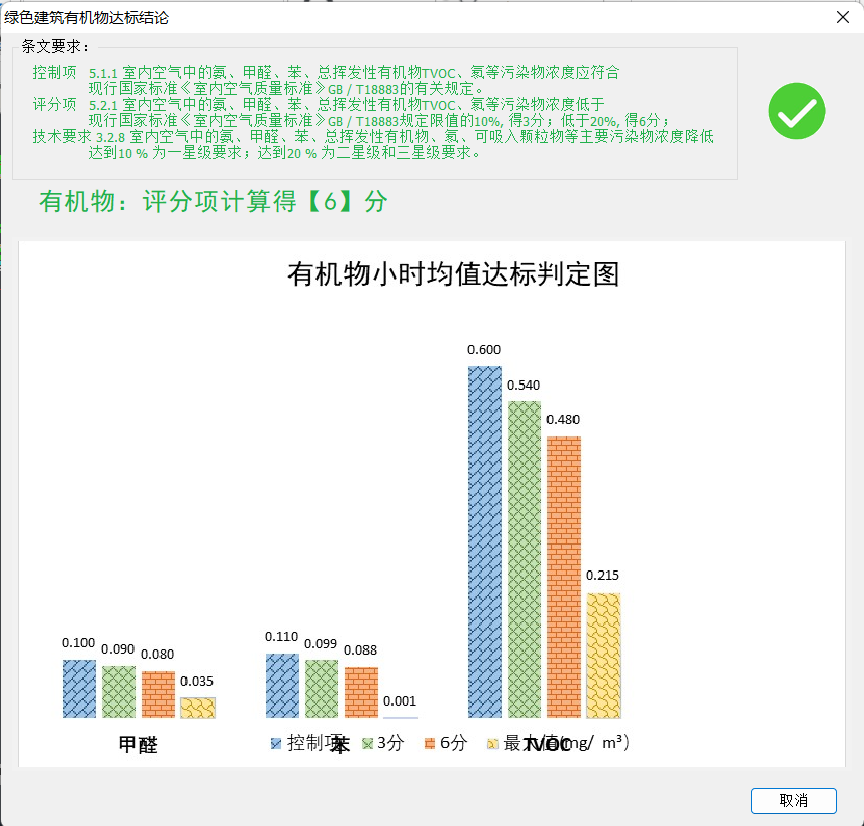 绿色建筑有机物达标结论
条文要求：
控制项 5.1.1 室内空气中的氨、甲醛、苯、总挥发性有机物TVOC、氡等污染物浓度应符合
现行国家标准《室内空气质量标准》GB / T18883的有关规定。
评分项 5.2.1 室内空气中的氨、甲醛、苯、总挥发性有机物TVOC、氡等污染物浓度低于
现行国家标准《室内空气质量标准》GB / T18883规定限值的10%, 得3分；低于20%, 得6分；
技术要求 3.2.8 室内空气中的氨、甲醛、苯、总挥发性有机物、氡、可吸入颗粒物等主要污染物浓度降低
达到10 % 为一星级要求；达到20 % 为二星级和三星级要求。
有机物：评分项计算得【6】分
有机物小时均值达标判定图
0.600
0.540
0.480
0.215
0.100
0.090
0.080
0.035
0.110
0.099
0.088
0.001
甲醛
苯
TVOC
控制项
3分
6分
最大值(mg/ m³)
取消